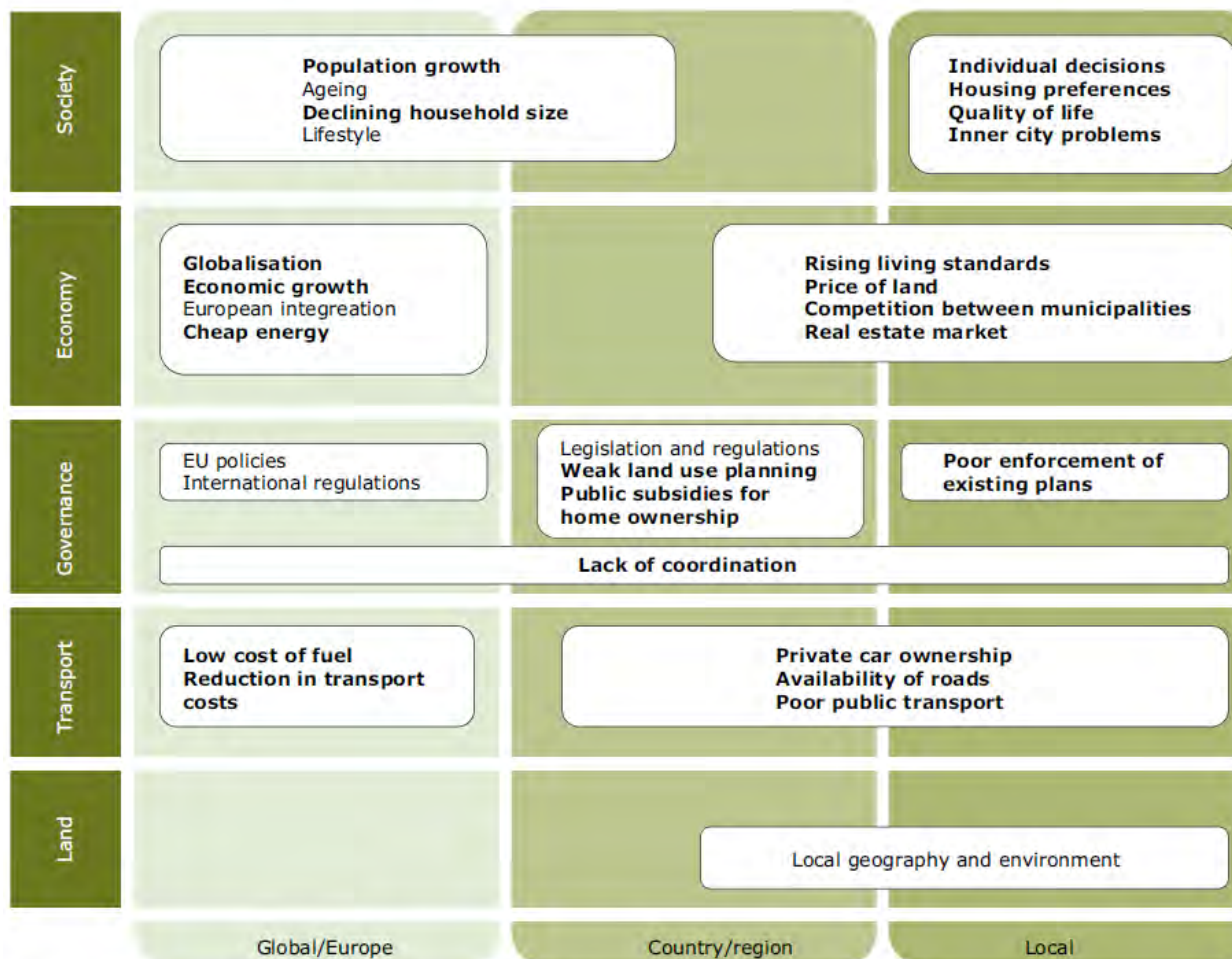 Society
Population growth
Ageing
Declining household size
Lifestyle
Individual decisions
Housing preferences
Quality of life
Inner city problems
Economy
Globalisation
Economic growth
European integreation
Cheap energy
Rising living standards
Price of land
Competition between municipalities
Real estate market
Governance
EU policies
International regulations
Legislation and regulations
Weak land use planning
Public subsidies for
home ownership
Poor enforcement of
existing plans
Lack of coordination
Transport
Low cost of fuel
Reduction in transport
costs
Private car ownership
Availability of roads
Poor public transport
Land
Local geography and environment
Global/Europe
Country/region
Local